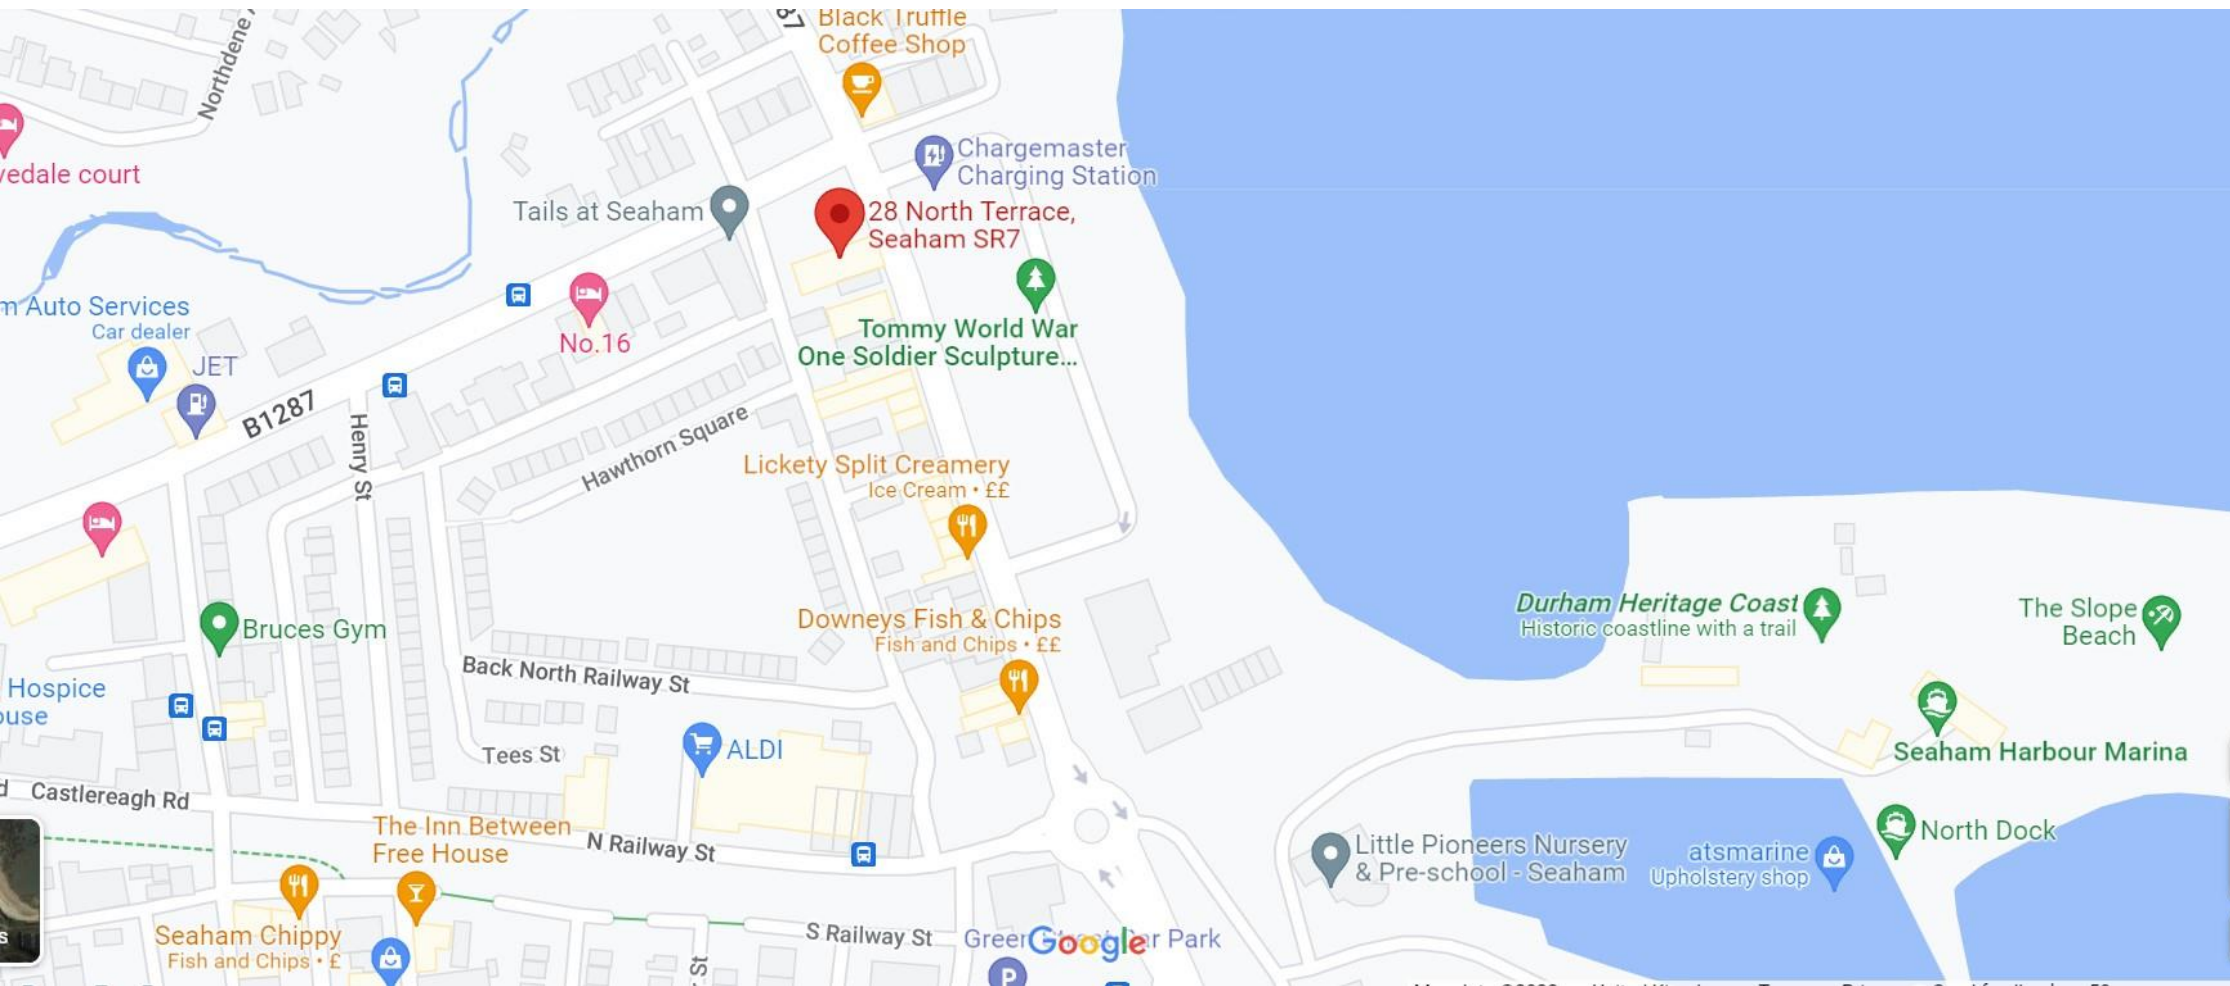 Black Truffle
Coffee Shop
Northdene
Chargemaster
Charging Station
vedale court
Tails at Seaham
28 North Terrace,
Seaham SR7
m Auto Services
Car dealer
JET
No.16
Tommy World War
One Soldier Sculpture...
B1287
Henry St
Hawthorn Square
Lickety Split Creamery
Ice Cream • ££
Durham Heritage Coast
Historic coastline with a trail
The Slope
Beach
Bruces Gym
Downeys Fish & Chips
Fish and Chips • ££
Back North Railway St
Hospice
ouse
Tees St
ALDI
Seaham Harbour Marina
d Castlereagh Rd
The Inn Between
Free House
N Railway St
Little Pioneers Nursery
& Pre-school - Seaham
atsmarine
Upholstery shop
North Dock
s
Seaham Chippy
Fish and Chips • £
S Railway St
Google
Car Park
P
St